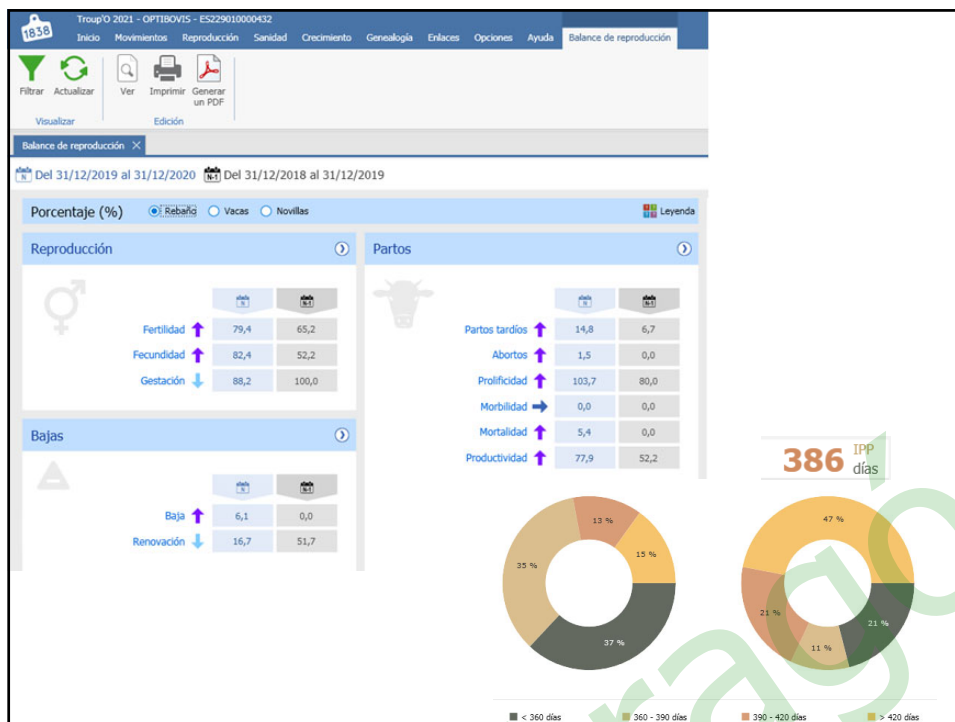 Troup'O 2021 - OPTIBOVIS - ES229010000432
1838
Inicio Movimientos Reproducción Sanidad Crecimiento Genealogía Enlaces Opciones Ayuda Balance de reproducción
Filtrar Actualizar Ver Imprimir Generar un PDF
Visualizar Edición
Balance de reproducción
N Del 31/12/2019 al 31/12/2020 N-1 Del 31/12/2018 al 31/12/2019
Porcentaje (%) Rebaño Vacas Novillas Leyenda
Reproducción
N N-1
Fertilidad 79,4 65,2
Fecundidad 82,4 52,2
Gestación 88,2 100,0
Partos
N N-1
Partos tardíos 14,8 6,7
Abortos 1,5 0,0
Prolificidad 103,7 80,0
Morbilidad 0,0 0,0
Mortalidad 5,4 0,0
Productividad 77,9 52,2
Bajas
N N-1
Baja 6,1 0,0
Renovación 16,7 51,7
386 IPP días
13 %
15 %
35 %
37 %
47 %
21 %
21 %
11 %
< 360 días 360 - 390 días 390 - 420 días > 420 días